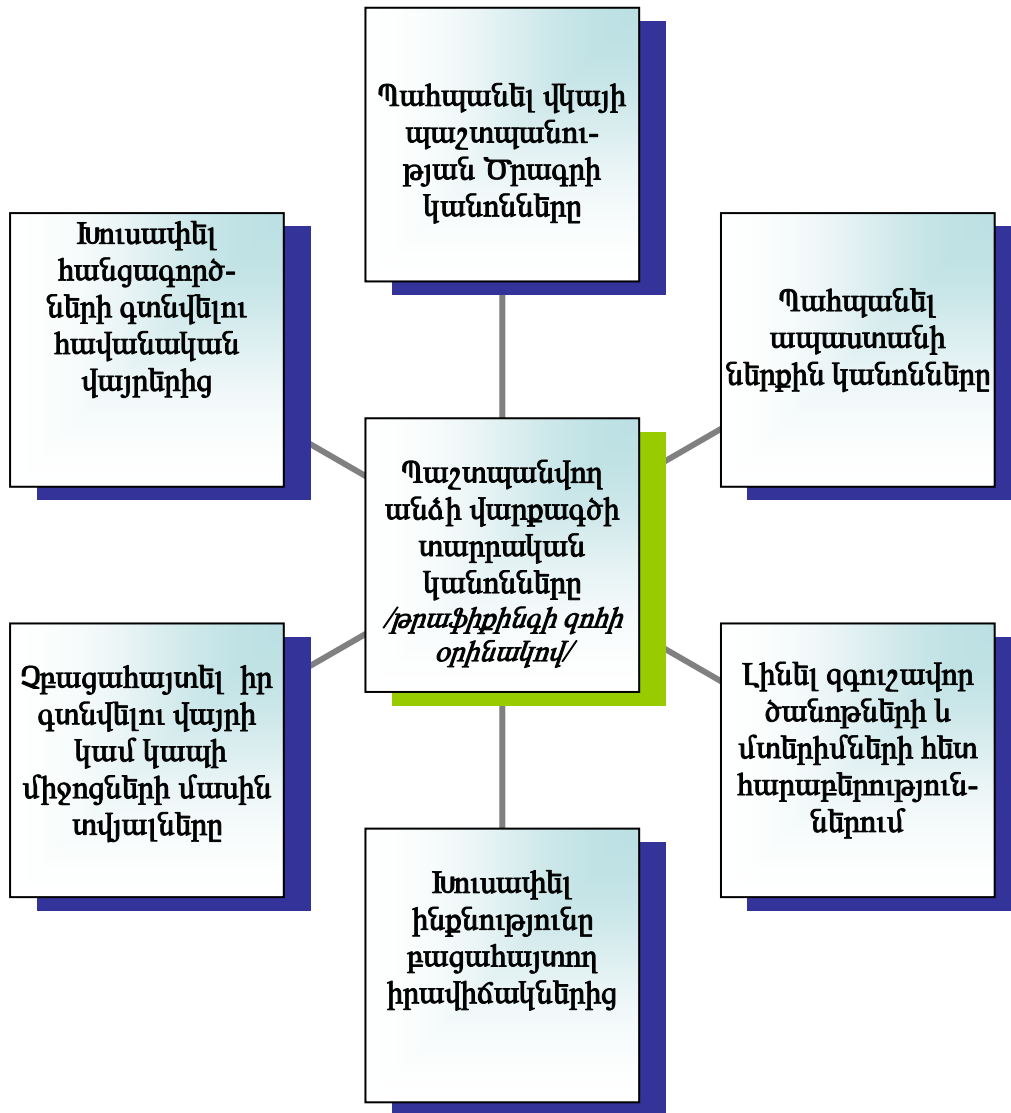 Պահպանել վկայի
պաշտպանու-
թյան Ծրագրի
կանոնները
Խուսափել
հանցագործ-
ների գտնվելու
հավանական
վայրերից
Պահպանել
ապաստանի
ներքին կանոնները
Պաշտպանվող
անձի վարքագծի
տարրական
կանոնները
/թրաֆիքինգի զոհի
օրինակով/
Չբացահայտել իր
գտնվելու վայրի
կամ կապի
միջոցների մասին
տվյալները
Լինել զգուշավոր
ծանոթների և
մտերիմների հետ
հարաբերություն-
ներում
Խուսափել
ինքնությունը
բացահայտող
իրավիճակներից